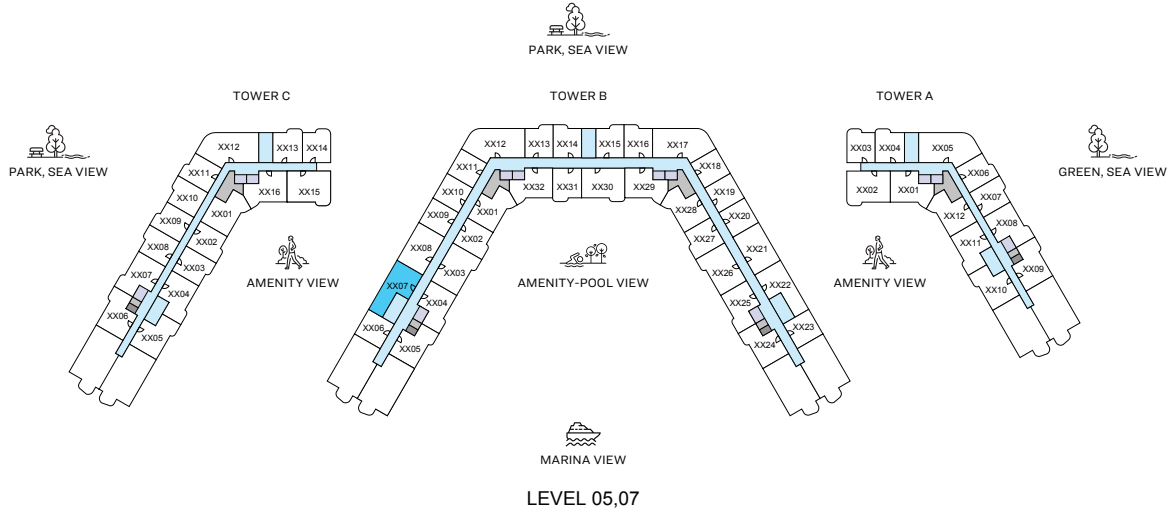 PARK, SEA VIEW
TOWER C
TOWER B
TOWER A
PARK, SEA VIEW
GREEN, SEA VIEW
XX12
XX13
XX14
XX11
XX10
XX09
XX08
XX07
XX06
XX05
XX04
XX03
XX02
XX01
XX16
XX15
AMENITY VIEW
XX12
XX13
XX14
XX15
XX16
XX17
XX11
XX10
XX09
XX08
XX07
XX06
XX05
XX04
XX03
XX02
XX01
XX32
XX31
XX30
XX29
XX28
XX27
XX26
XX25
XX24
XX18
XX19
XX20
XX21
XX22
XX23
AMENITY-POOL VIEW
AMENITY VIEW
XX03
XX04
XX05
XX02
XX01
XX06
XX07
XX08
XX09
XX12
XX11
XX10
MARINA VIEW
LEVEL 05,07